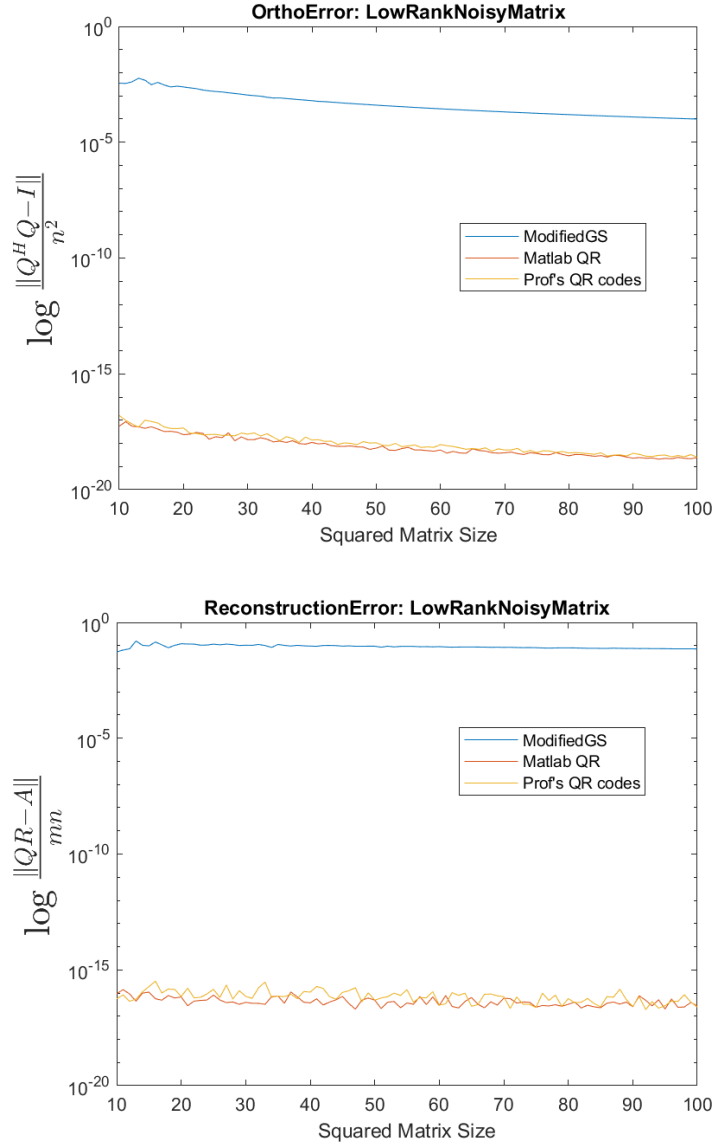 OrthoError: LowRankNoisyMatrix
10^0
10^-5
10^-10
10^-15
10^-20
log ||Q^H Q−I|| / n^2
ModifiedGS
Matlab QR
Prof's QR codes
10 20 30 40 50 60 70 80 90 100
Squared Matrix Size
ReconstructionError: LowRankNoisyMatrix
10^0
10^-5
10^-10
10^-15
10^-20
log ||QR−A|| / mn
ModifiedGS
Matlab QR
Prof's QR codes
10 20 30 40 50 60 70 80 90 100
Squared Matrix Size